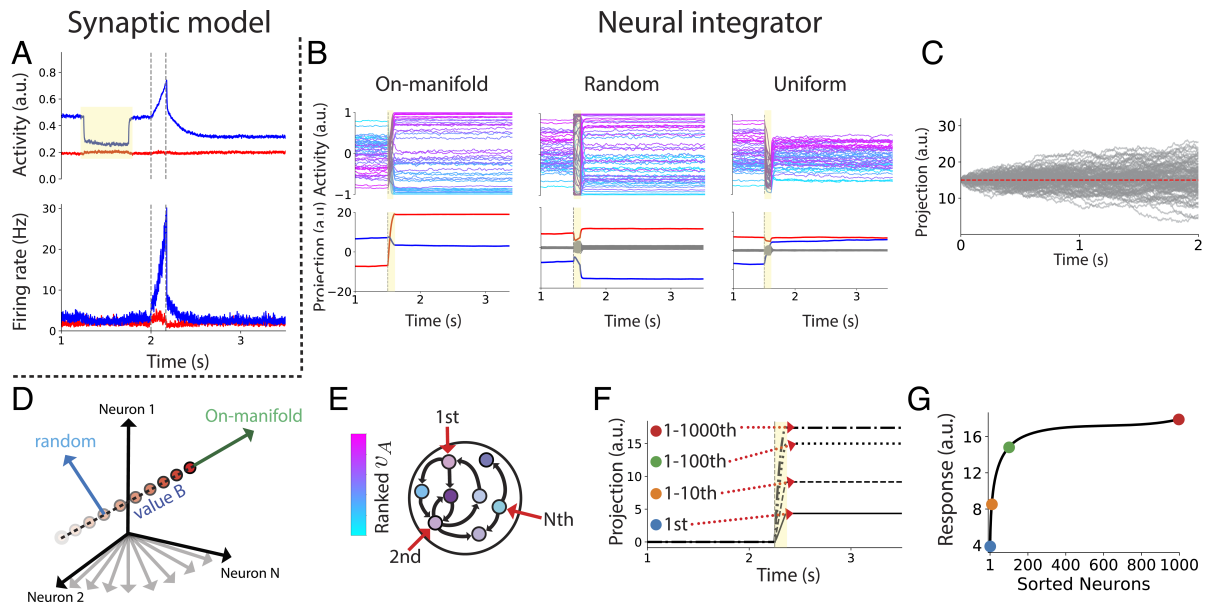 Synaptic model
Neural integrator
A
Activity (a.u.)
0.8
0.6
0.4
0.2
0.0
Firing rate (Hz)
30
20
10
0
1
2
3
Time (s)
B
On-manifold
Random
Uniform
Activity (a.u.)
1
0
−1
Projection (a.u)
20
0
−20
1
2
3
1
2
3
1
2
3
Time (s)
Time (s)
Time (s)
C
Projection (a.u)
30
20
10
0
1
2
Time (s)
D
Neuron 1
On-manifold
random
value B
Neuron 2
Neuron N
E
1st
Ranked 𝑣A
2nd
Nth
F
Projection (a.u.)
15
10
5
0
1-1000th
1-100th
1-10th
1st
2
3
Time (s)
G
Response (a.u.)
16
12
8
4
1
200
400
600
800
1000
Sorted Neurons